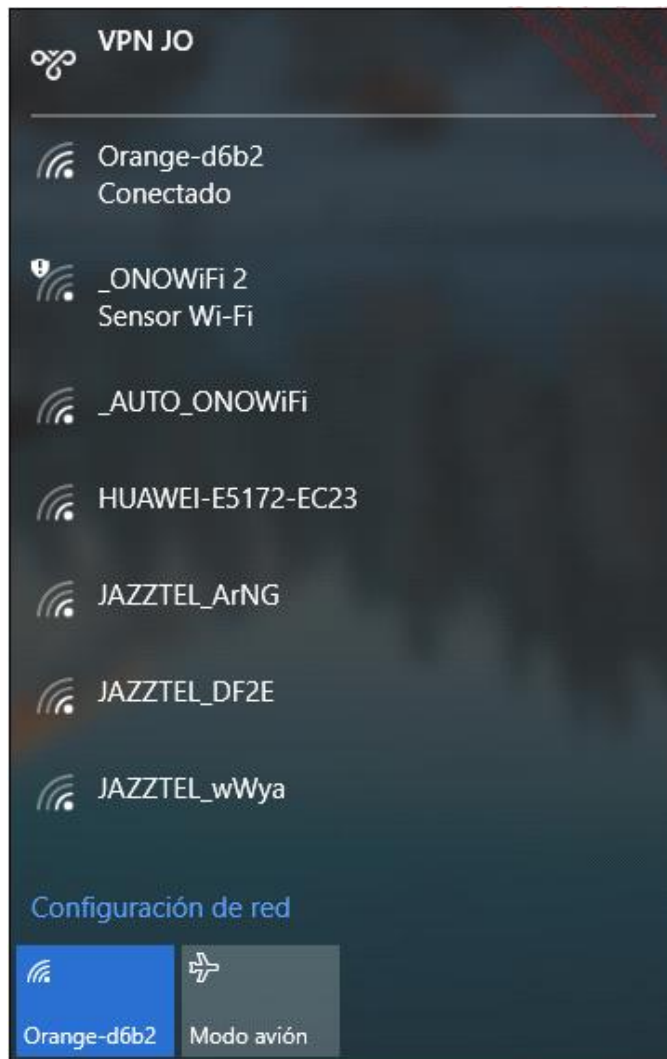 VPN JO
Orange-d6b2
Conectado
_ONOWiFi 2
Sensor Wi-Fi
_AUTO_ONOWiFi
HUAWEI-E5172-EC23
JAZZTEL_ArNG
JAZZTEL_DF2E
JAZZTEL_wWya
Configuración de red
Orange-d6b2
Modo avión